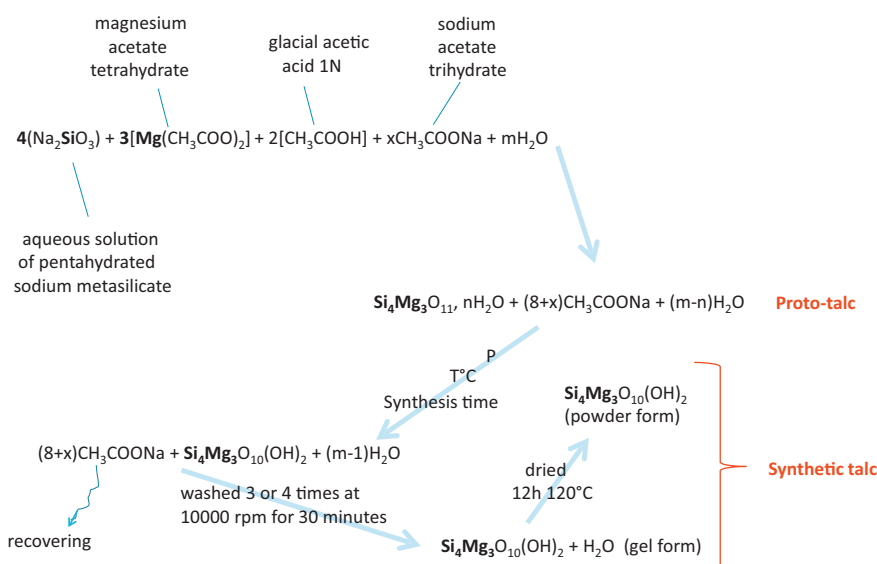 magnesium
acetate
tetrahydrate
glacial acetic
acid 1N
sodium
acetate
trihydrate
4(Na₂SiO₃) + 3[Mg(CH₃COO)₂] + 2[CH₃COOH] + xCH₃COONa + mH₂O
aqueous solution
of pentahydrated
sodium metasilicate
Si₄Mg₃O₁₁, nH₂O + (8+x)CH₃COONa + (m-n)H₂O
Proto-talc
P
T°C
Synthesis time
Si₄Mg₃O₁₀(OH)₂
(powder form)
(8+x)CH₃COONa + Si₄Mg₃O₁₀(OH)₂ + (m-1)H₂O
dried
12h 120°C
Synthetic talc
washed 3 or 4 times at
10000 rpm for 30 minutes
recovering
Si₄Mg₃O₁₀(OH)₂ + H₂O (gel form)